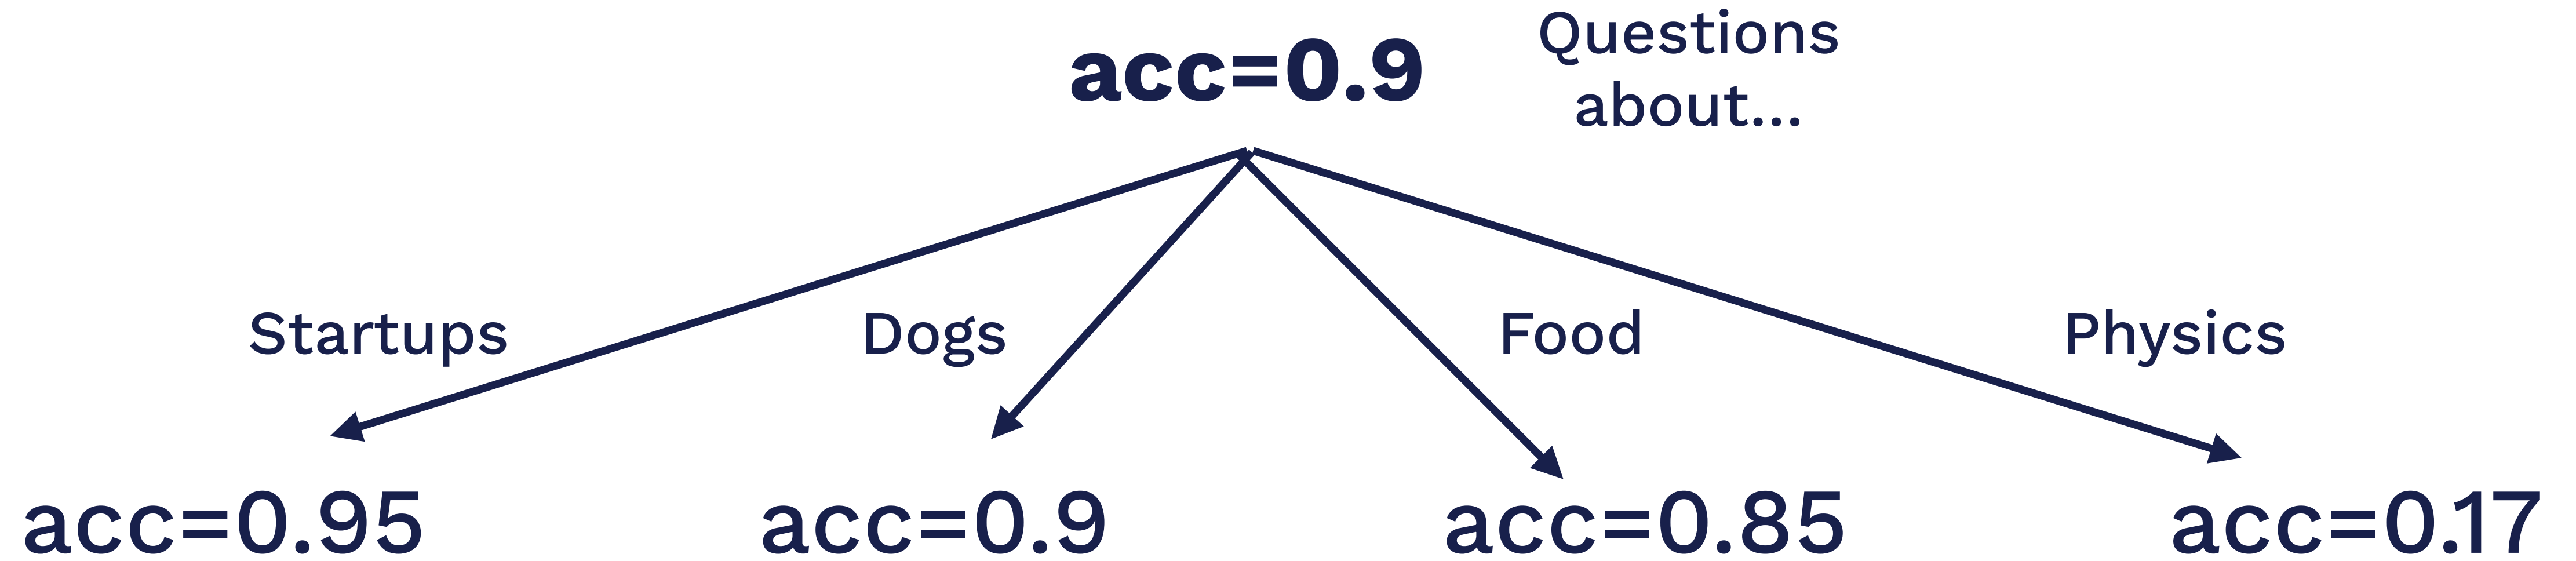 acc=0.9
Questions
about...
Startups
Dogs
Food
Physics
acc=0.95
acc=0.9
acc=0.85
acc=0.17